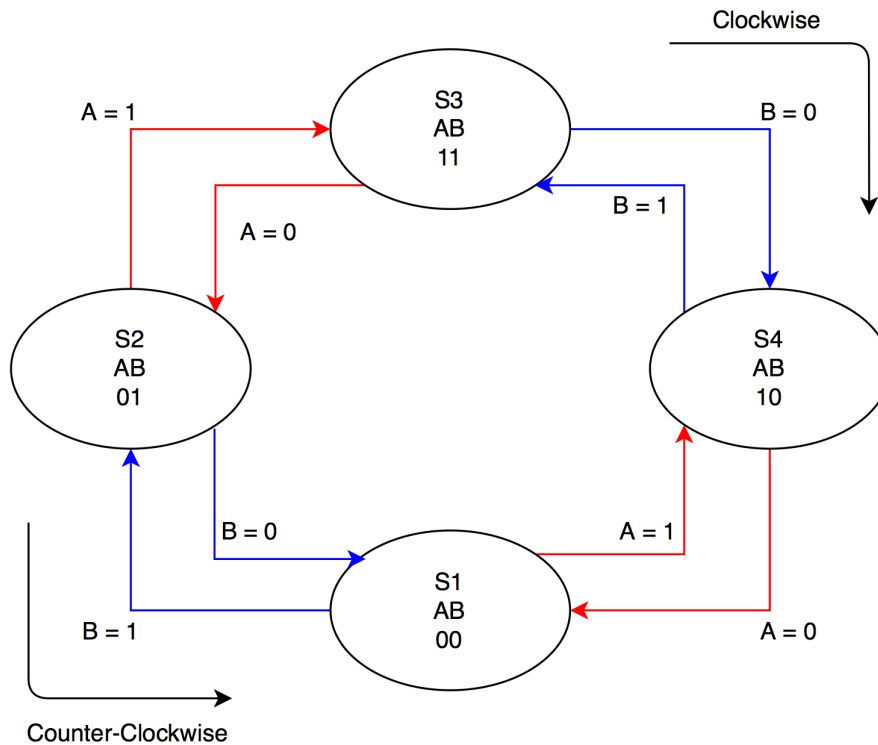 Clockwise
S3
AB
11
A = 1
B = 0
B = 1
A = 0
S2
AB
01
S4
AB
10
B = 0
A = 1
S1
AB
00
B = 1
A = 0
Counter-Clockwise